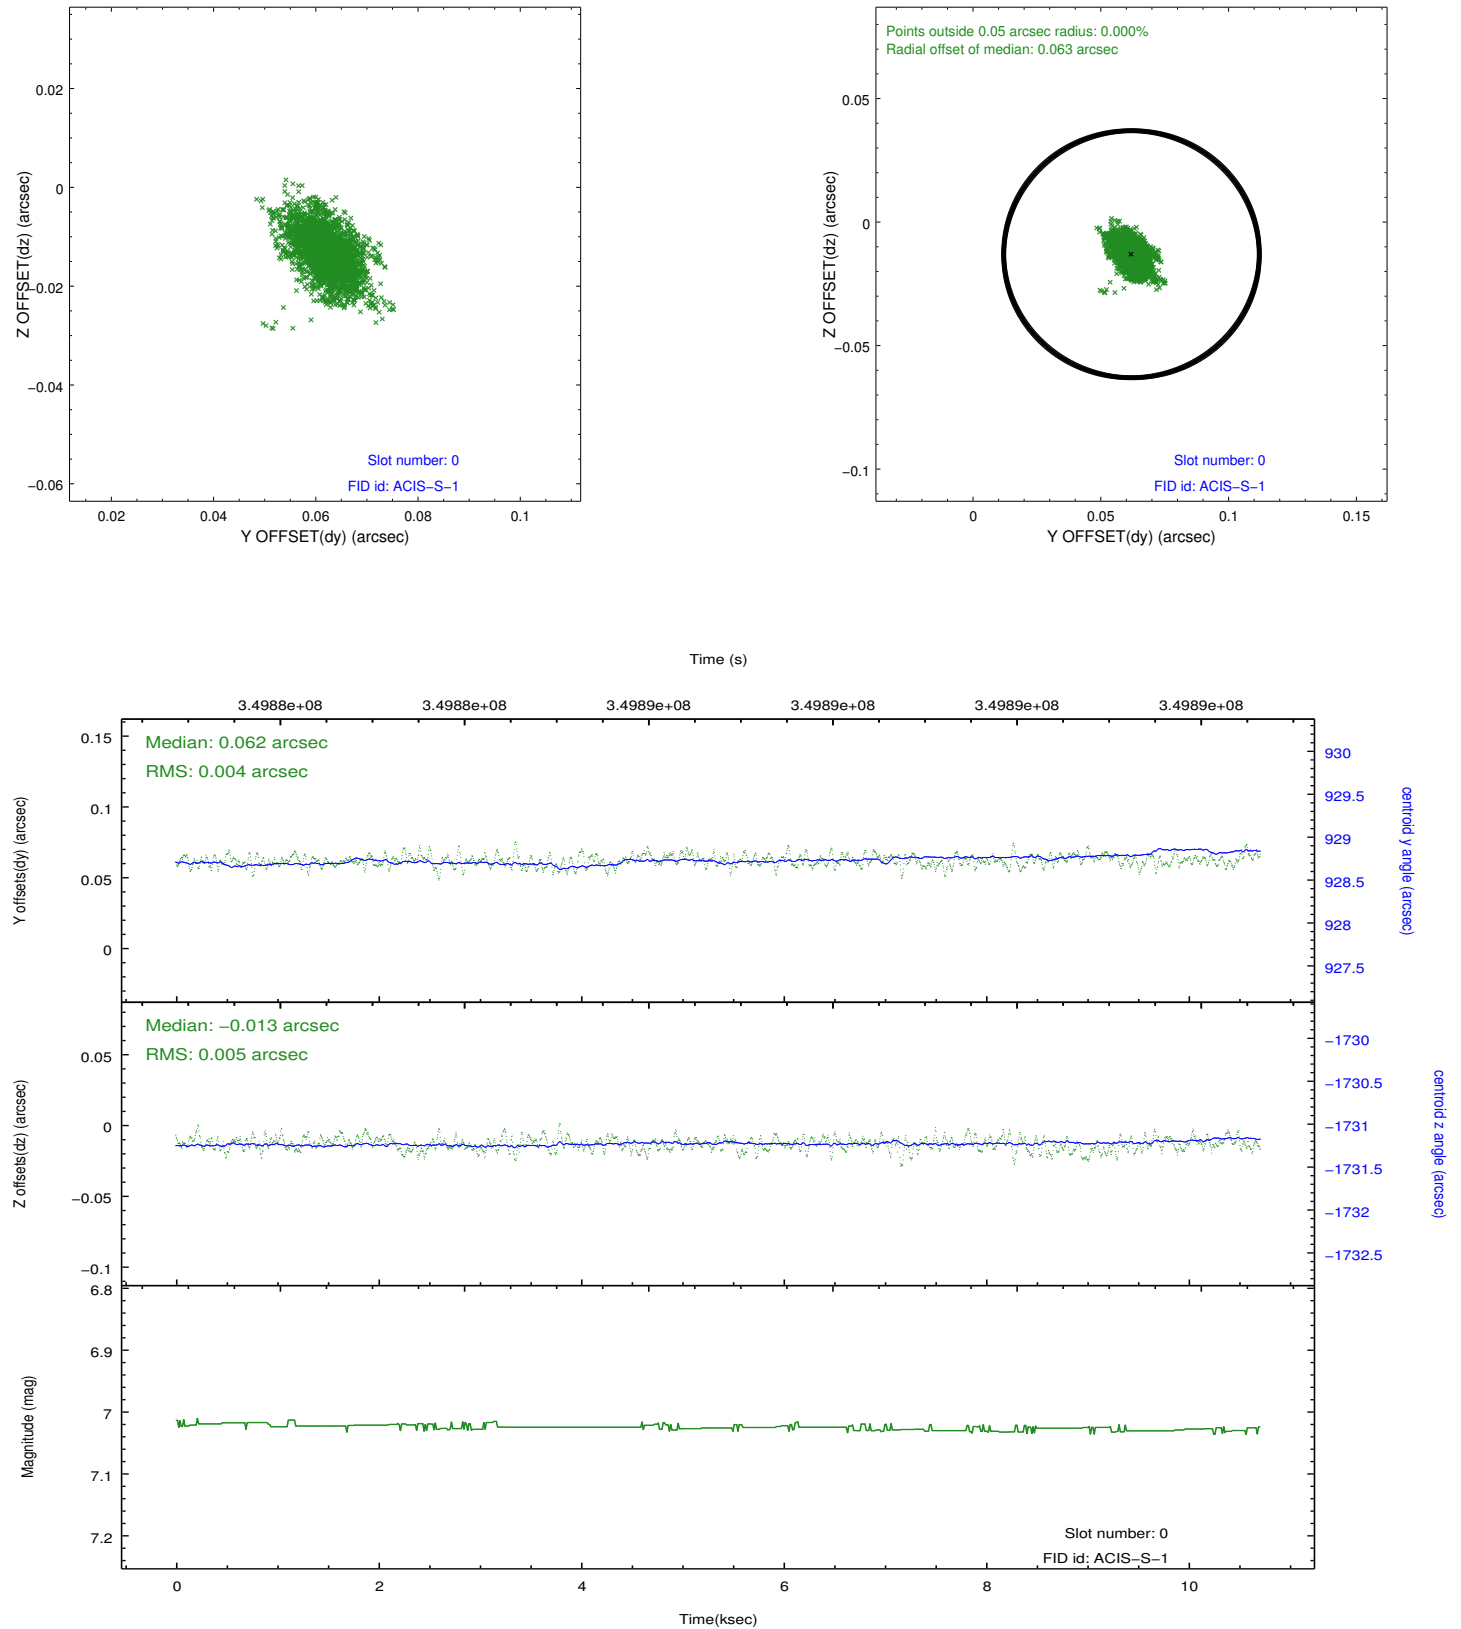 0.02
0
−0.02
−0.04
−0.06
Z OFFSET(dz) (arcsec)
Slot number: 0
FID id: ACIS−S−1
0.02
0.04
0.06
0.08
0.1
Y OFFSET(dy) (arcsec)
Points outside 0.05 arcsec radius: 0.000%
Radial offset of median: 0.063 arcsec
0.05
0
−0.05
−0.1
Z OFFSET(dz) (arcsec)
Slot number: 0
FID id: ACIS−S−1
0
0.05
0.1
0.15
Y OFFSET(dy) (arcsec)
Time (s)
3.4988e+08
3.4988e+08
3.4989e+08
3.4989e+08
3.4989e+08
3.4989e+08
Median: 0.062 arcsec
RMS: 0.004 arcsec
0.15
0.1
0.05
0
Y offsets(dy) (arcsec)
930
929.5
929
928.5
928
927.5
centroid y angle (arcsec)
Median: −0.013 arcsec
RMS: 0.005 arcsec
0.05
0
−0.05
−0.1
Z offsets(dz) (arcsec)
−1730
−1730.5
−1731
−1731.5
−1732
−1732.5
centroid z angle (arcsec)
6.8
6.9
7
7.1
7.2
Magnitude (mag)
Slot number: 0
FID id: ACIS−S−1
0
2
4
6
8
10
Time(ksec)